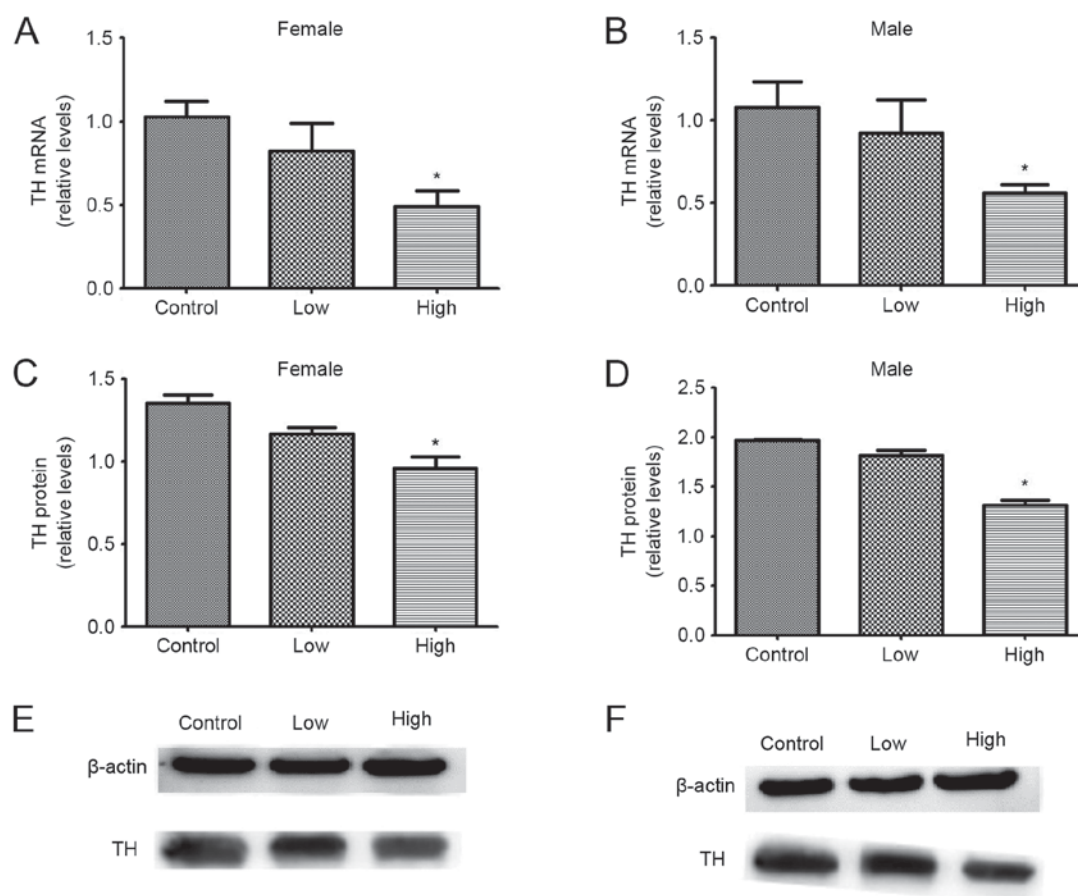 A
Female
1.5
1.0
0.5
0.0
TH mRNA
(relative levels)
*
Control Low High
B
Male
1.5
1.0
0.5
0.0
TH mRNA
(relative levels)
*
Control Low High
C
Female
1.5
1.0
0.5
0.0
TH protein
(relative levels)
*
Control Low High
D
Male
2.5
2.0
1.5
1.0
0.5
0.0
TH protein
(relative levels)
*
Control Low High
E
Control Low High
β-actin
TH
F
Control Low High
β-actin
TH